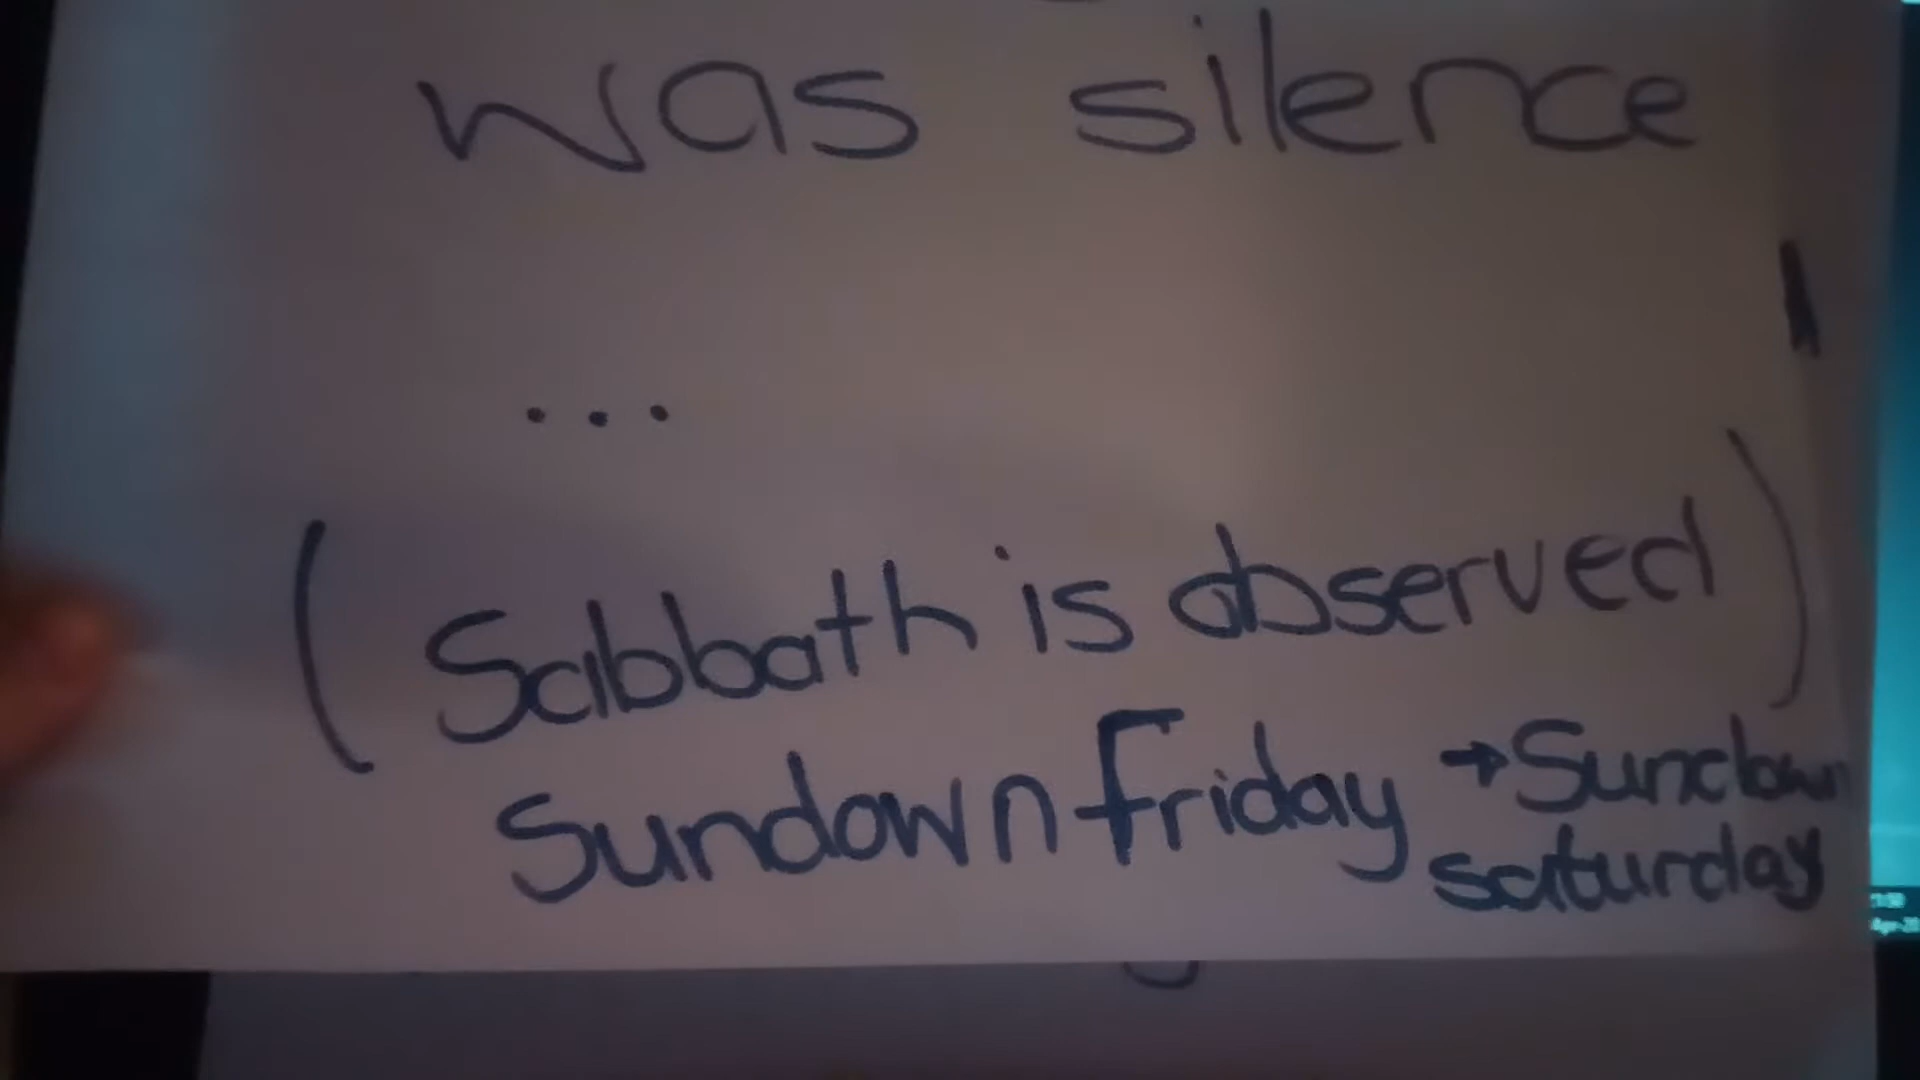 was silence
...
(Sabbath is observed)
Sundown Friday → Sundown
saturday